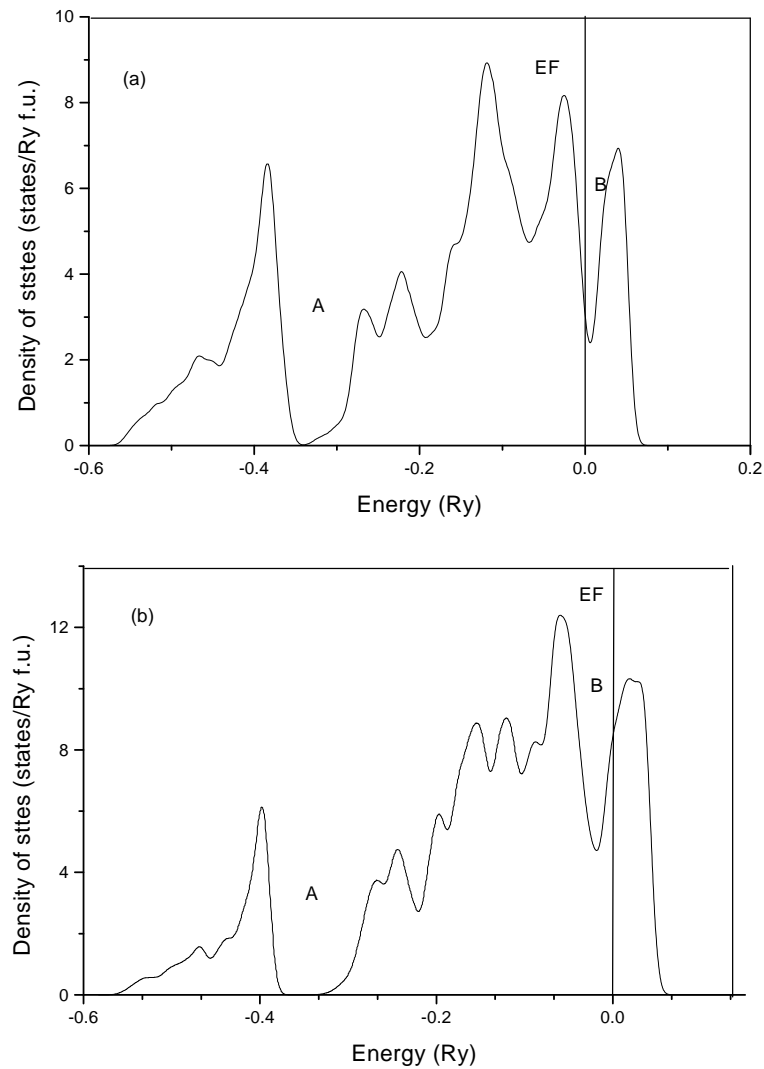 10
(a)
EF
8
B
6
Density of ststes (states/Ry f.u.)
4
A
2
0
-0.6
-0.4
-0.2
0.0
0.2
Energy (Ry)
EF
(b)
12
B
8
Density of sttes (states/Ry f.u.)
4
A
0
-0.6
-0.4
-0.2
0.0
Energy (Ry)